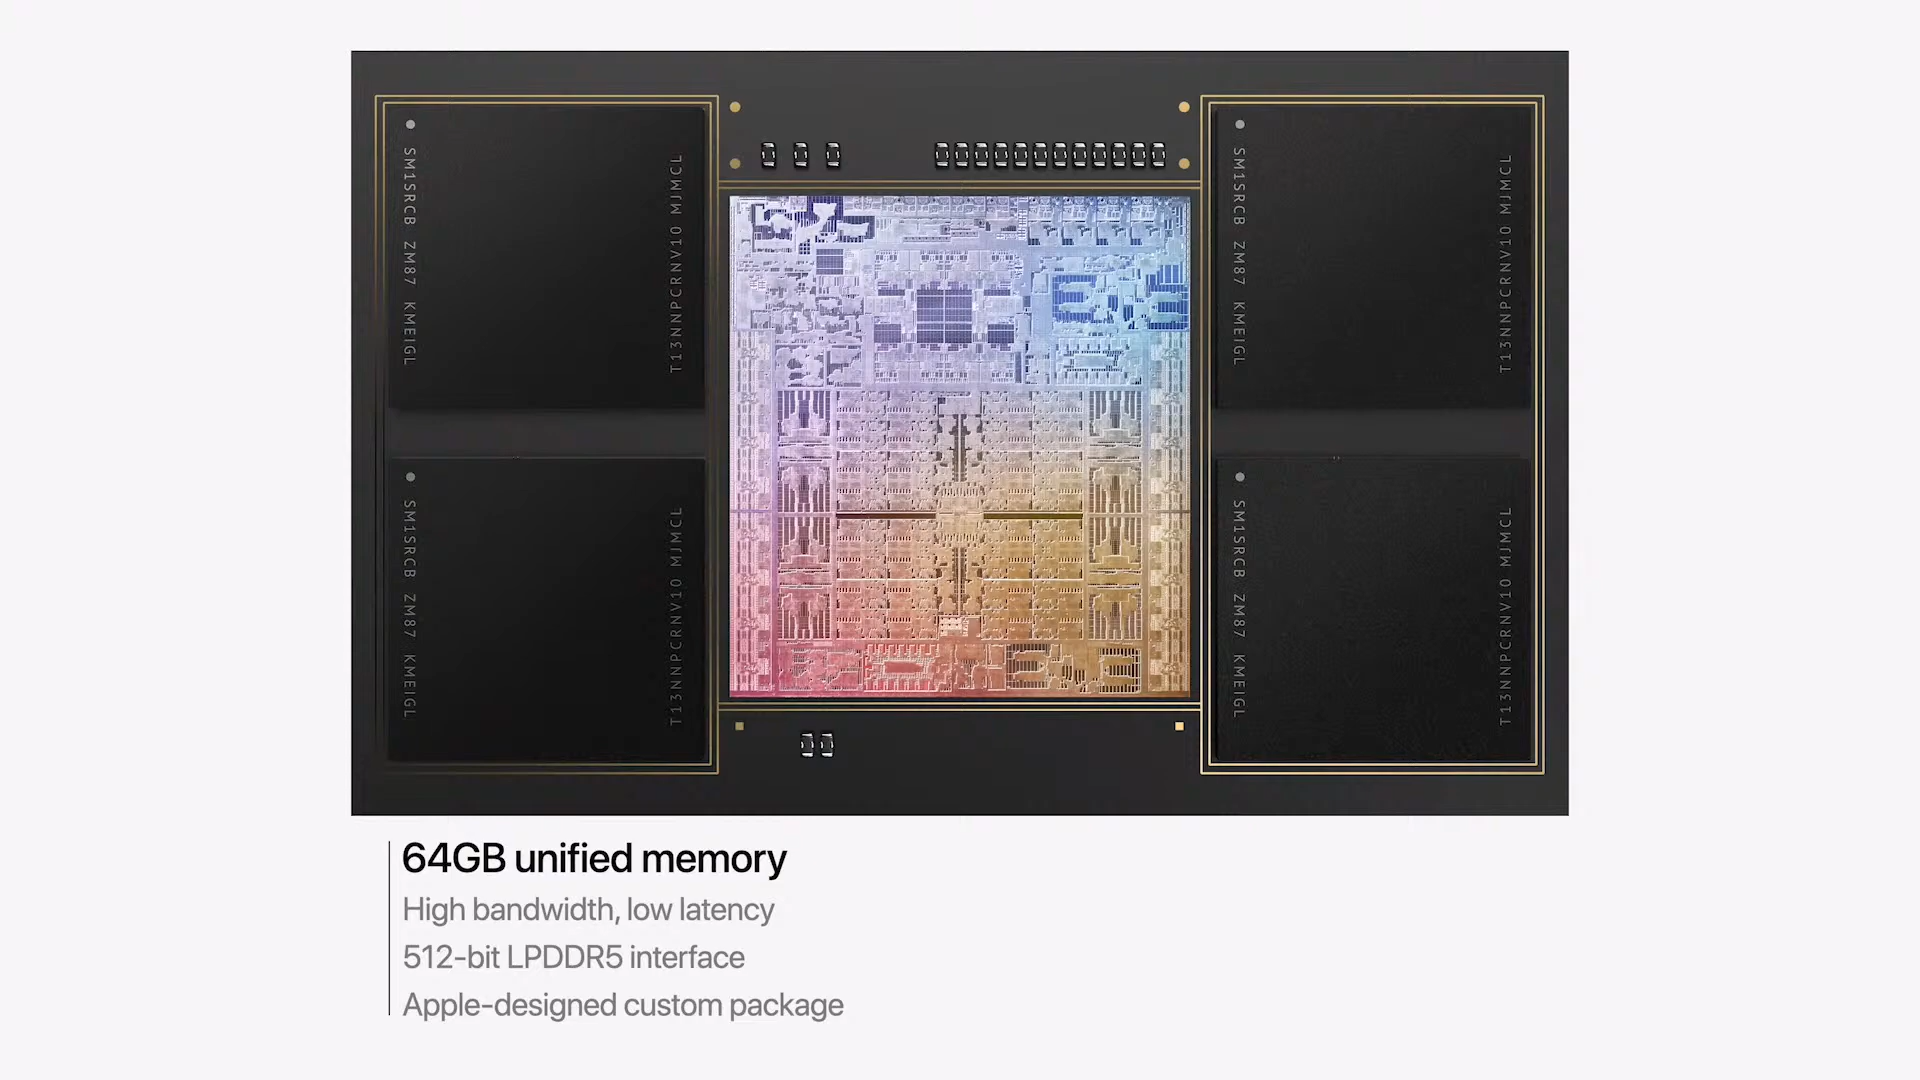 SM1SRCB ZM87 KMEIGL
T13NNPCRNV10 MJMCL
SM1SRCB ZM87 KMEIGL
T13NNPCRNV10 MJMCL
SM1SRCB ZM87 KMEIGL
T13NNPCRNV10 MJMCL
SM1SRCB ZM87 KMEIGL
T13NNPCRNV10 MJMCL
64GB unified memory
High bandwidth, low latency
512-bit LPDDR5 interface
Apple-designed custom package